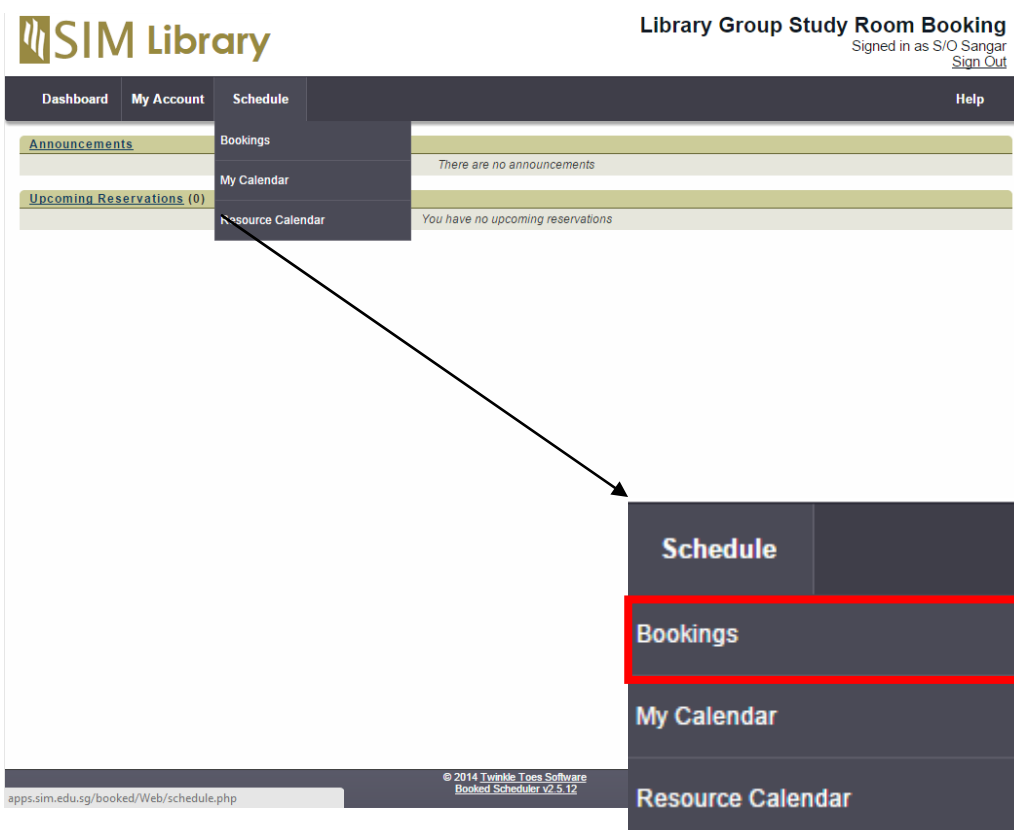 SIM Library
Library Group Study Room Booking
Signed in as S/O Sangar
Sign Out
Dashboard My Account Schedule Help
Announcements
There are no announcements
Upcoming Reservations (0)
You have no upcoming reservations
Bookings
My Calendar
Resource Calendar
Schedule
Bookings
My Calendar
Resource Calendar
© 2014 Twinkle Toes Software
Booked Scheduler v2.5.12
apps.sim.edu.sg/booked/Web/schedule.php